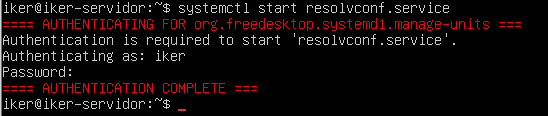 iker@iker-servidor:~$ systemctl start resolvconf.service
==== AUTHENTICATING FOR org.freedesktop.systemd1.manage-units ===
Authentication is required to start 'resolvconf.service'.
Authenticating as: iker
Password:
==== AUTHENTICATION COMPLETE ===
iker@iker-servidor:~$ _